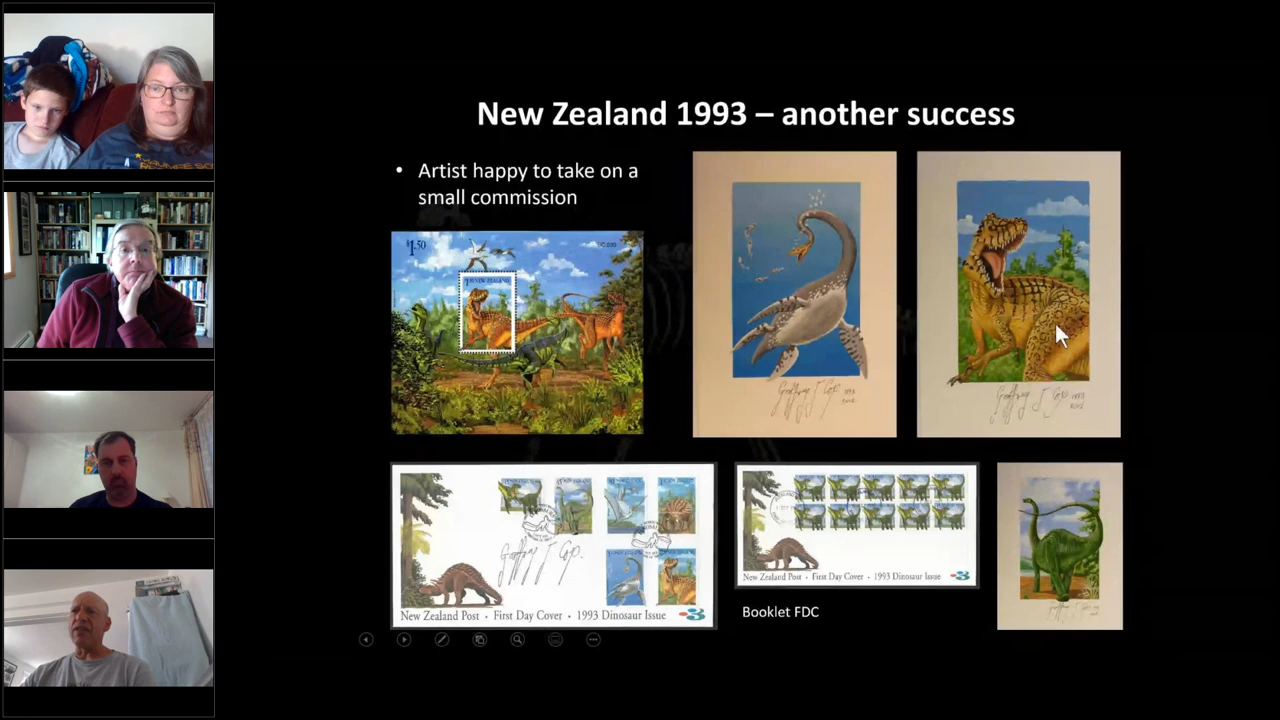 New Zealand 1993 – another success
• Artist happy to take on a
small commission
$1.50
NEW ZEALAND
1993
New Zealand Post · First Day Cover · 1993 Dinosaur Issue
New Zealand Post · First Day Cover · 1993 Dinosaur Issue
Booklet FDC